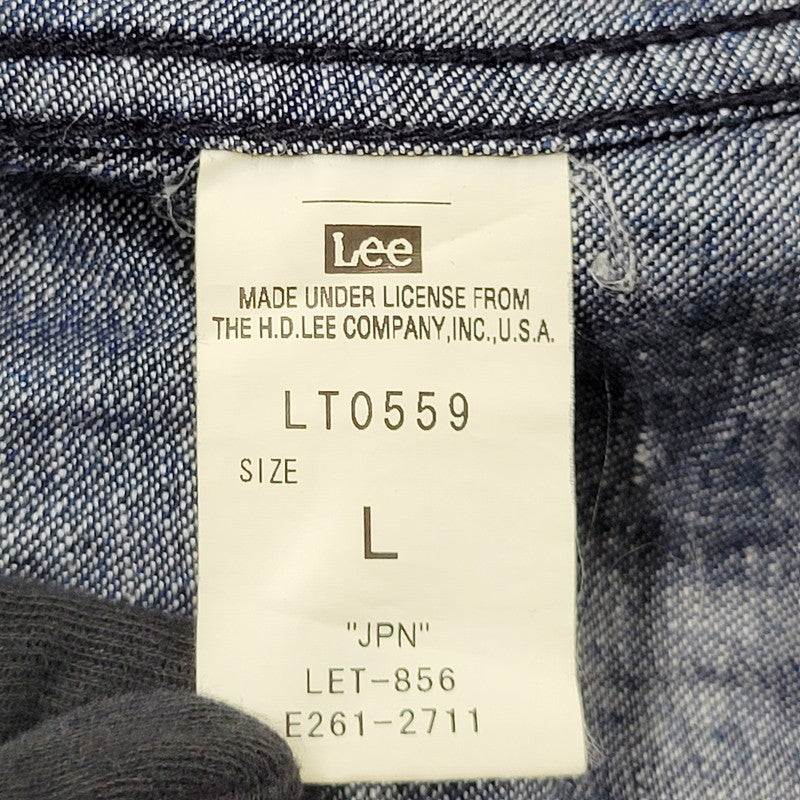 Lee
MADE UNDER LICENSE FROM
THE H.D.LEE COMPANY,INC.,U.S.A.
LT0559
SIZE
L
"JPN"
LET-856
E261-2711